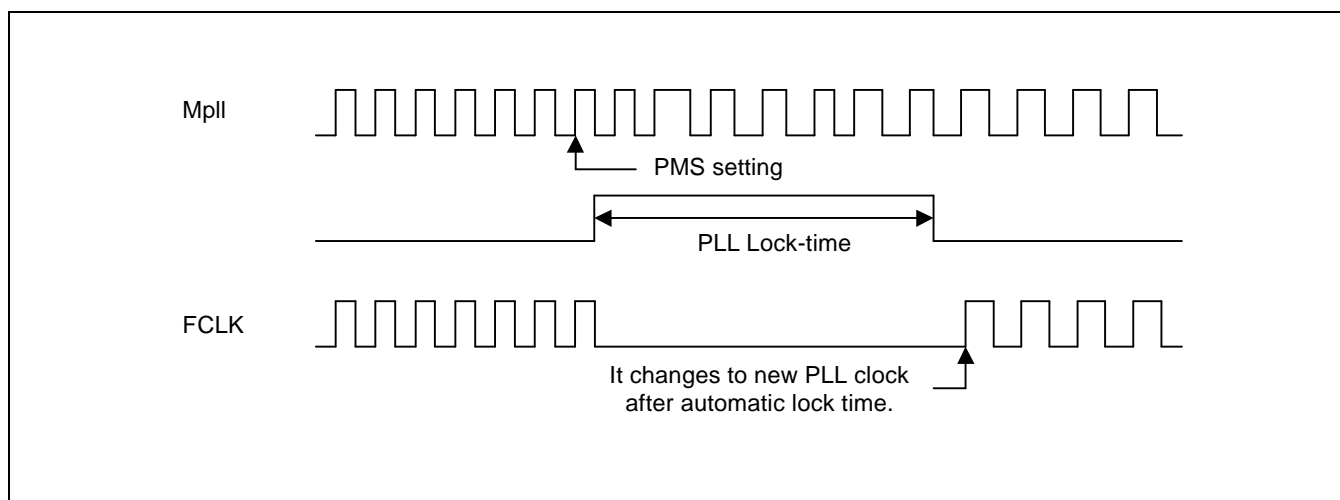 Mpll
PMS setting
PLL Lock-time
FCLK
It changes to new PLL clock
after automatic lock time.